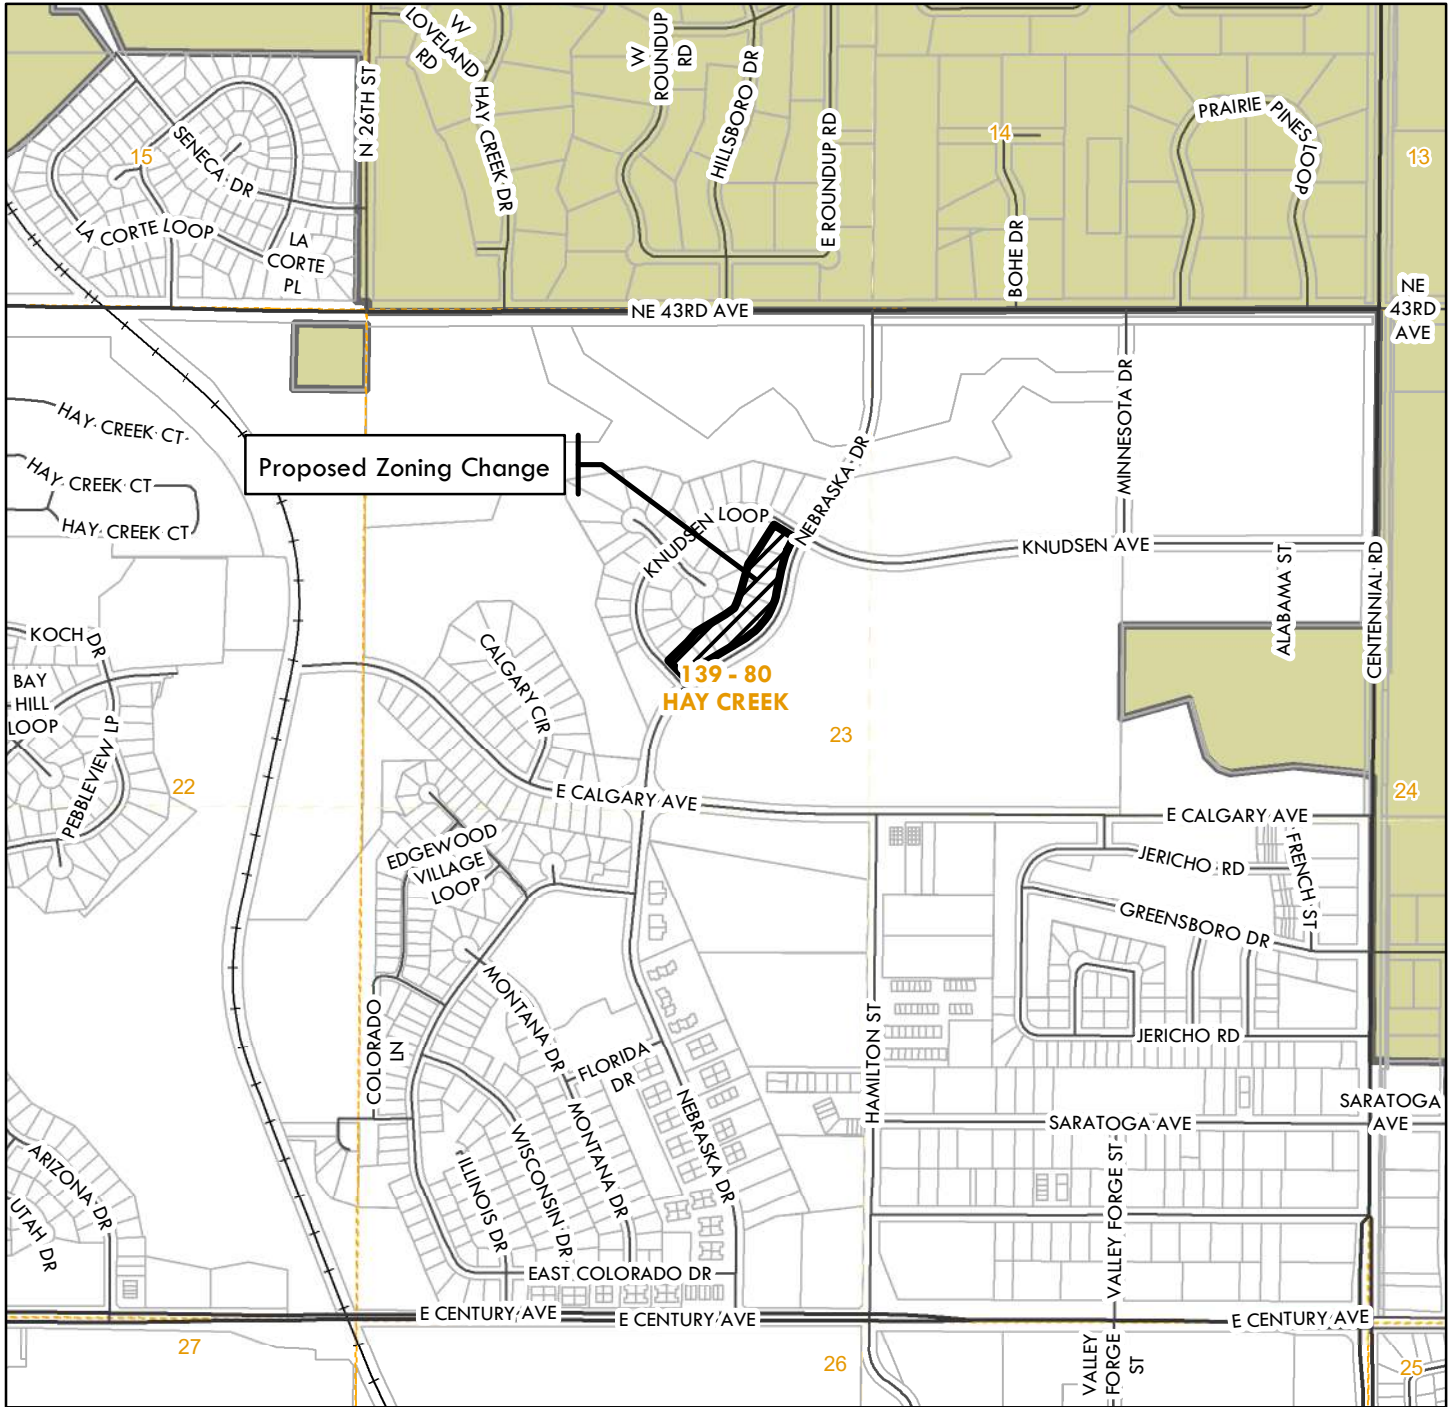 W
LOVELAND
RD
HAY CREEK DR
W
ROUNDUP
RD
HILLSBORO DR
E ROUNDUP RD
14
BOHE DR
PRAIRIE PINES LOOP
13
N 26TH ST
15
SENECA DR
LA CORTE LOOP
LA
CORTE
PL
NE 43RD AVE
NE
43RD
AVE
HAY CREEK CT
HAY CREEK CT
HAY CREEK CT
Proposed Zoning Change
KNUDSEN LOOP
NEBRASKA DR
MINNESOTA DR
KNUDSEN AVE
ALABAMA ST
CENTENNIAL RD
KOCH DR
BAY
HILL
LOOP
PEBBLEVIEW LP
22
CALGARY CIR
139 - 80
HAY CREEK
23
24
E CALGARY AVE
E CALGARY AVE
EDGEWOOD
VILLAGE
LOOP
JERICHO RD
FRENCH ST
GREENSBORO DR
JERICHO RD
COLORADO
LN
MONTANA DR
FLORIDA
DR
MONTANA DR
NEBRASKA DR
WISCONSIN DR
ILLINOIS DR
HAMILTON ST
SARATOGA AVE
SARATOGA
AVE
VALLEY FORGE ST
VALLEY FORGE
ARIZONA DR
UTAH DR
EAST COLORADO DR
E CENTURY AVE
E CENTURY AVE
E CENTURY AVE
27
26
VALLEY
FORGE
ST
25